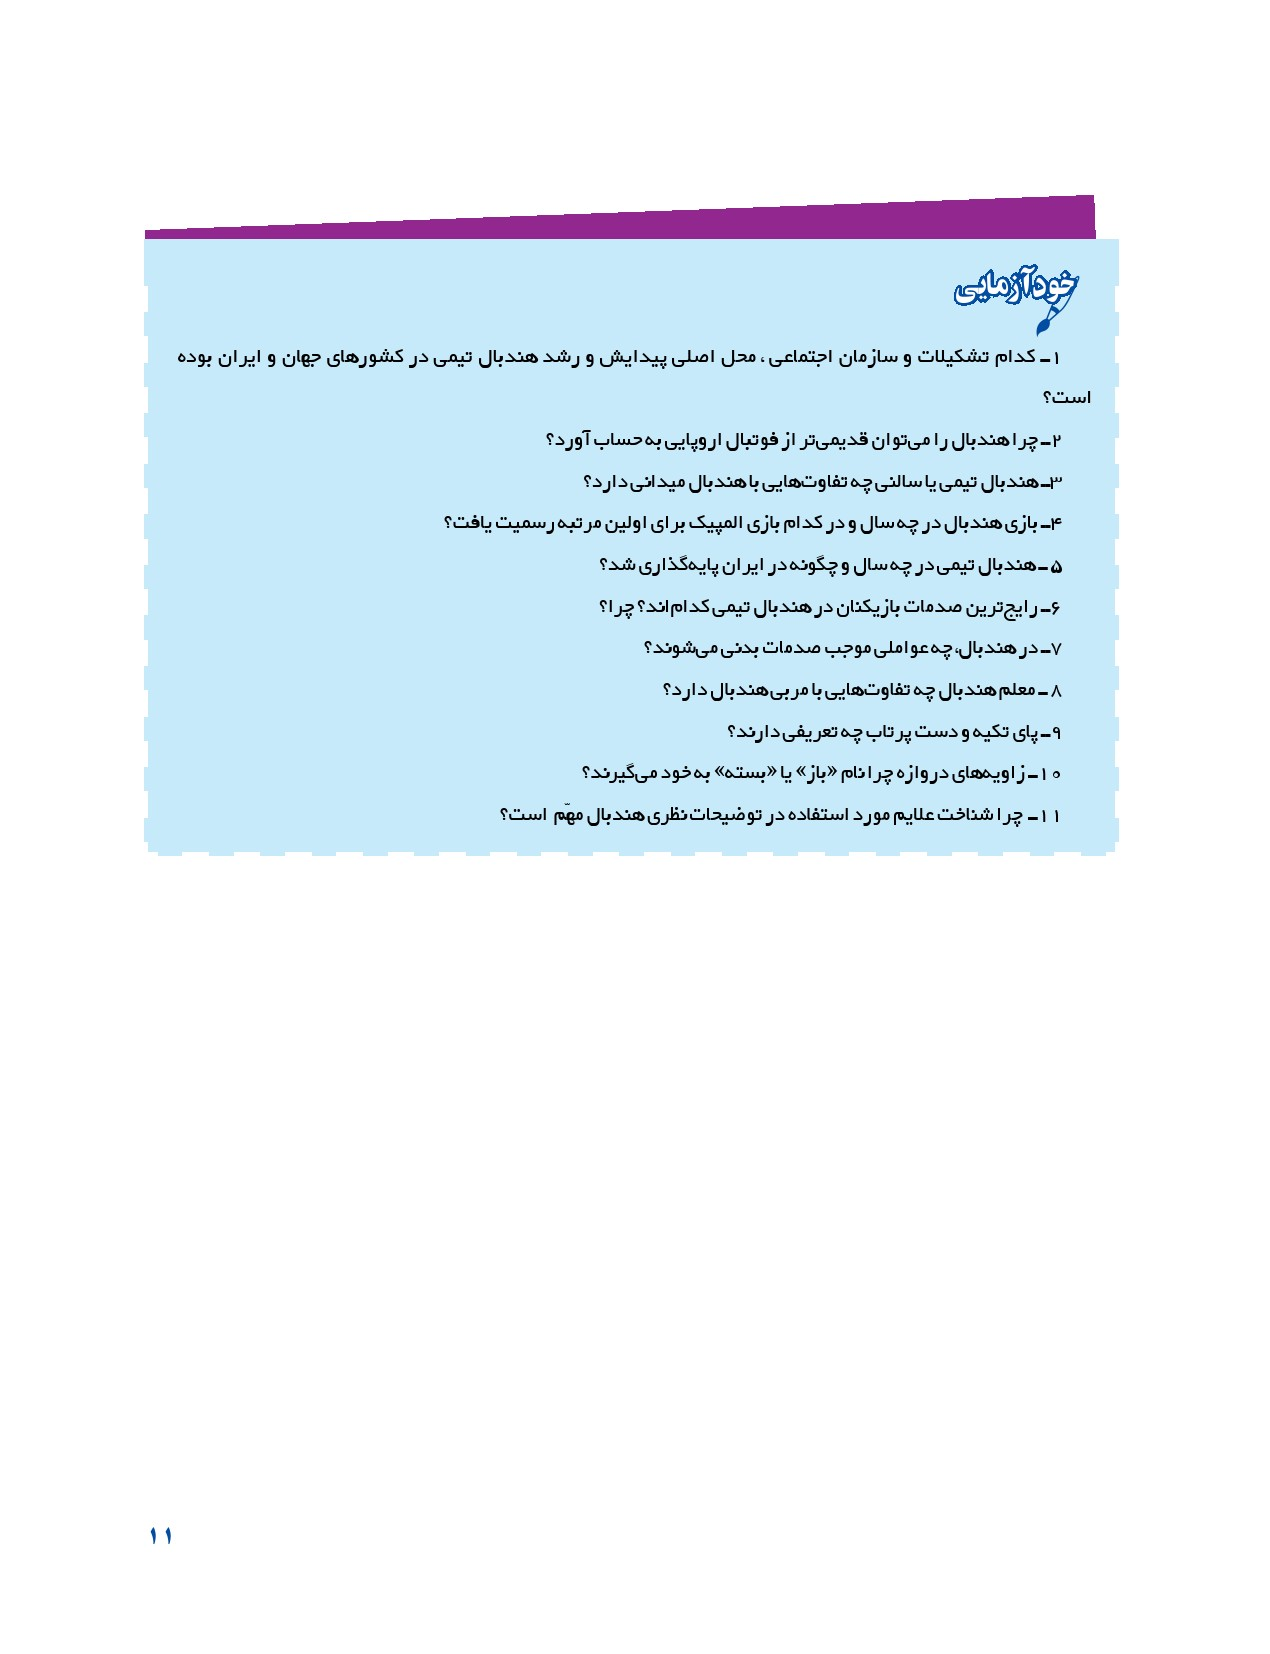 خودآزمایی
۱ـ کدام تشکیلات و سازمان اجتماعی، محل اصلی پیدایش و رشد هندبال تیمی در کشورهای جهان و ایران بوده
است؟
۲ـ چرا هندبال را می‌توان قدیمی‌تر از فوتبال اروپایی به حساب آورد؟
۳ـ هندبال تیمی یا سالنی چه تفاوت‌هایی با هندبال میدانی دارد؟
۴ـ بازی هندبال در چه سال و در کدام بازی المپیک برای اولین مرتبه رسمیت یافت؟
۵ ـ هندبال تیمی در چه سال و چگونه در ایران پایه‌گذاری شد؟
۶ـ رایج‌ترین صدمات بازیکنان در هندبال تیمی کدام‌اند؟ چرا؟
۷ـ در هندبال، چه عواملی موجب صدمات بدنی می‌شوند؟
۸ ـ معلم هندبال چه تفاوت‌هایی با مربی هندبال دارد؟
۹ـ پای تکیه و دست پرتاب چه تعریفی دارند؟
۱۰ـ زاویه‌های دروازه چرا نام «باز» یا «بسته» به خود می‌گیرند؟
۱۱ـ چرا شناخت علایم مورد استفاده در توضیحات نظری هندبال مهّم است؟
۱۱